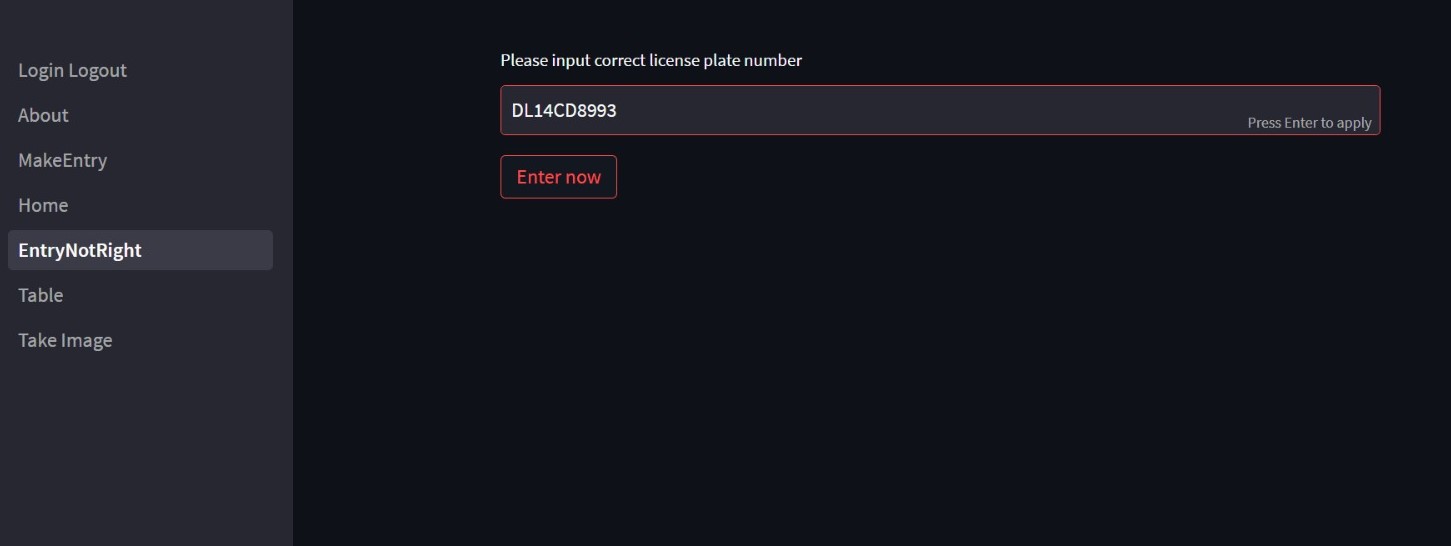 Login Logout
About
MakeEntry
Home
EntryNotRight
Table
Take Image
Please input correct license plate number
DL14CD8993
Press Enter to apply
Enter now